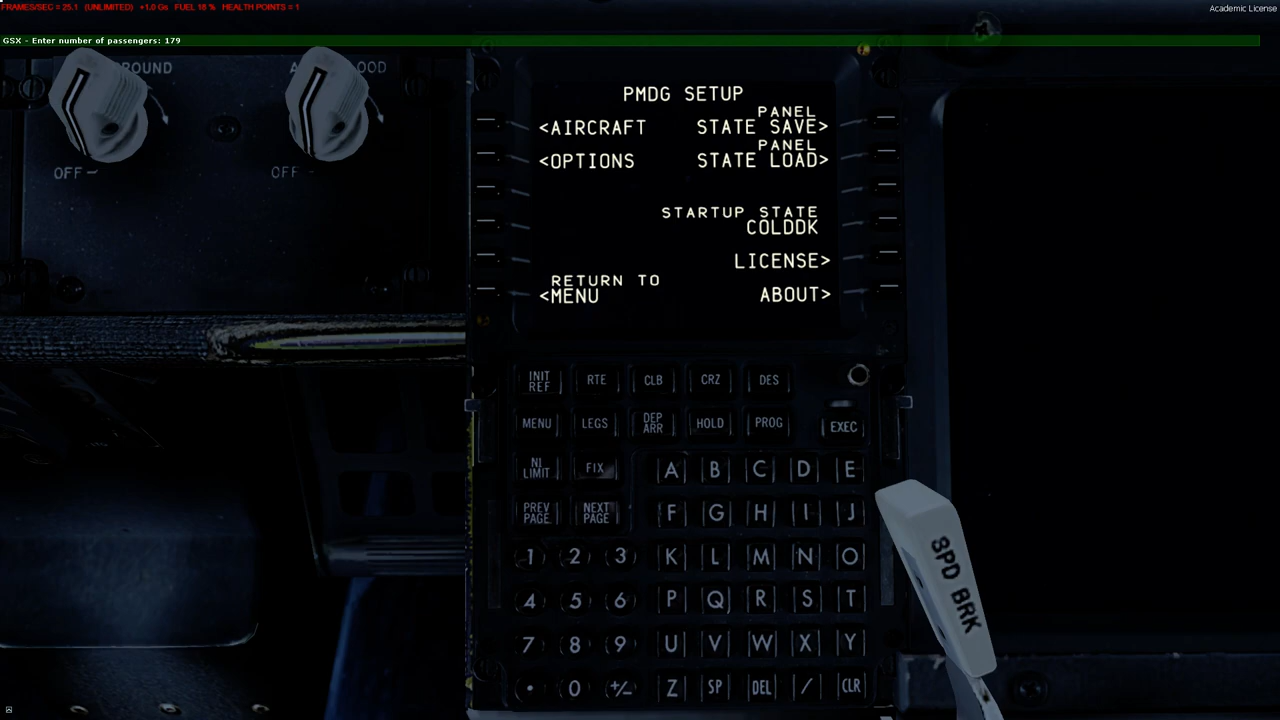 FRAMES/SEC = 25.1 (UNLIMITED) +1.0 Gs FUEL 18 % HEALTH POINTS = 1
Academic License
GSX - Enter number of passengers: 179
OFF
OFF
PMDG SETUP
PANEL
<AIRCRAFT STATE SAVE>
PANEL
<OPTIONS STATE LOAD>
STARTUP STATE
COLDDK
LICENSE>
RETURN TO
<MENU ABOUT>
INIT REF RTE CLB CRZ DES
MENU LEGS DEP ARR HOLD PROG EXEC
N1 LIMIT FIX A B C D E
PREV PAGE NEXT PAGE F G H I J
1 2 3 K L M N O
4 5 6 P Q R S T
7 8 9 U V W X Y
. 0 +/- Z SP DEL / CLR
SPD BRK